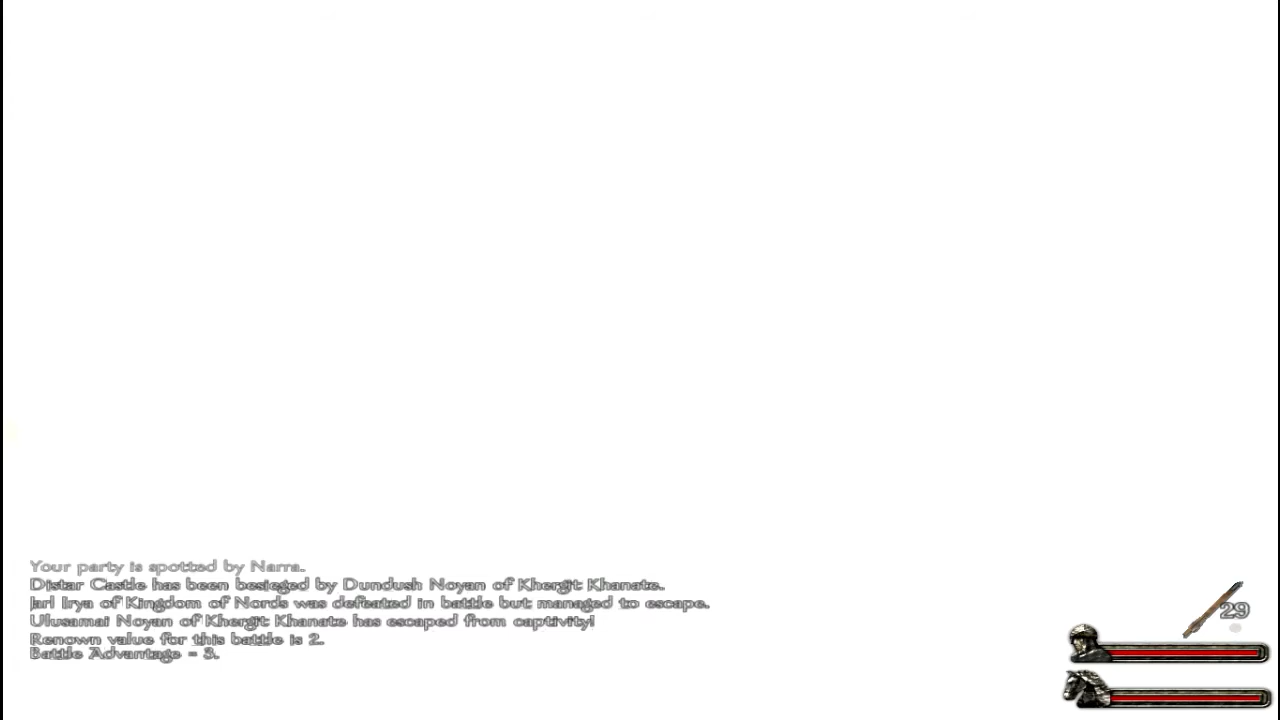 Your party is spotted by Narra.
Distar Castle has been besieged by Dundush Noyan of Khergit Khanate.
Jarl Irya of Kingdom of Nords was defeated in battle but managed to escape.
Ulusamai Noyan of Khergit Khanate has escaped from captivity!
Renown value for this battle is 2.
Battle Advantage = 3.
29